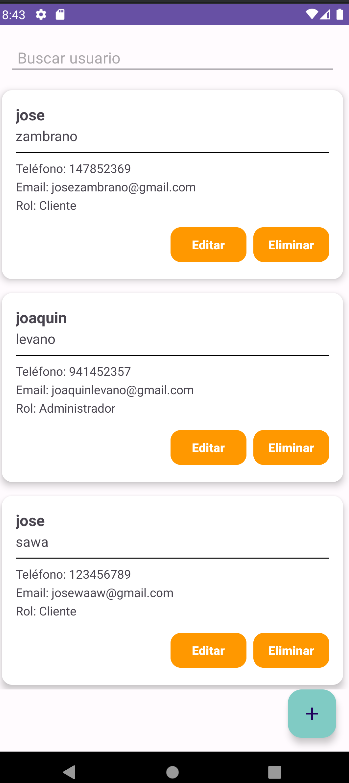 8:43
Buscar usuario
jose
zambrano
Teléfono: 147852369
Email: josezambrano@gmail.com
Rol: Cliente
Editar Eliminar
joaquin
levano
Teléfono: 941452357
Email: joaquinlevano@gmail.com
Rol: Administrador
Editar Eliminar
jose
sawa
Teléfono: 123456789
Email: josewaaw@gmail.com
Rol: Cliente
Editar Eliminar
+